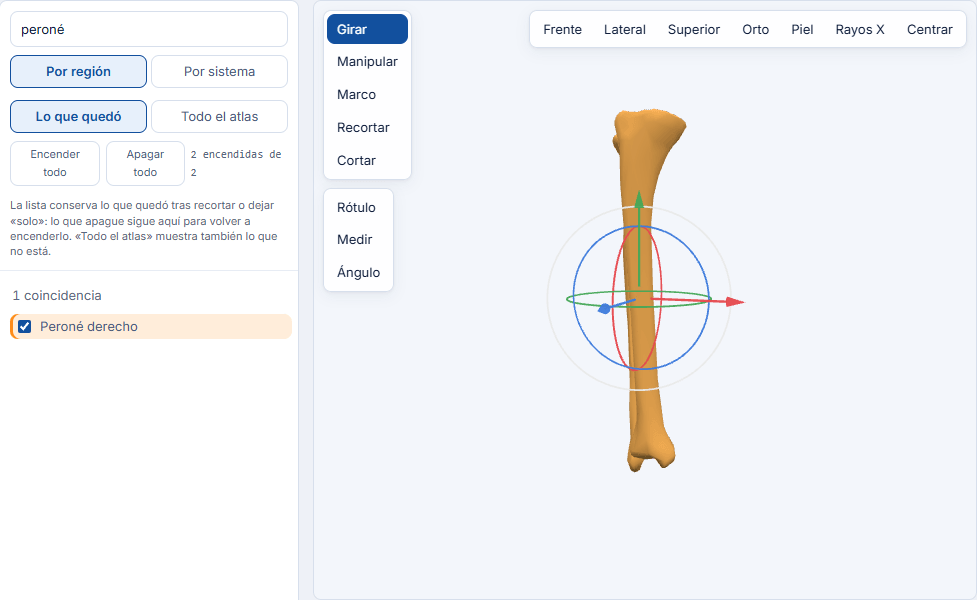 peroné
Por región
Por sistema
Lo que quedó
Todo el atlas
Encender
todo
Apagar
todo
2 encendidas de
2
La lista conserva lo que quedó tras recortar o dejar
«solo»: lo que apague sigue aquí para volver a
encenderlo. «Todo el atlas» muestra también lo que
no está.
1 coincidencia
Peroné derecho
Girar
Manipular
Marco
Recortar
Cortar
Rótulo
Medir
Ángulo
Frente
Lateral
Superior
Orto
Piel
Rayos X
Centrar